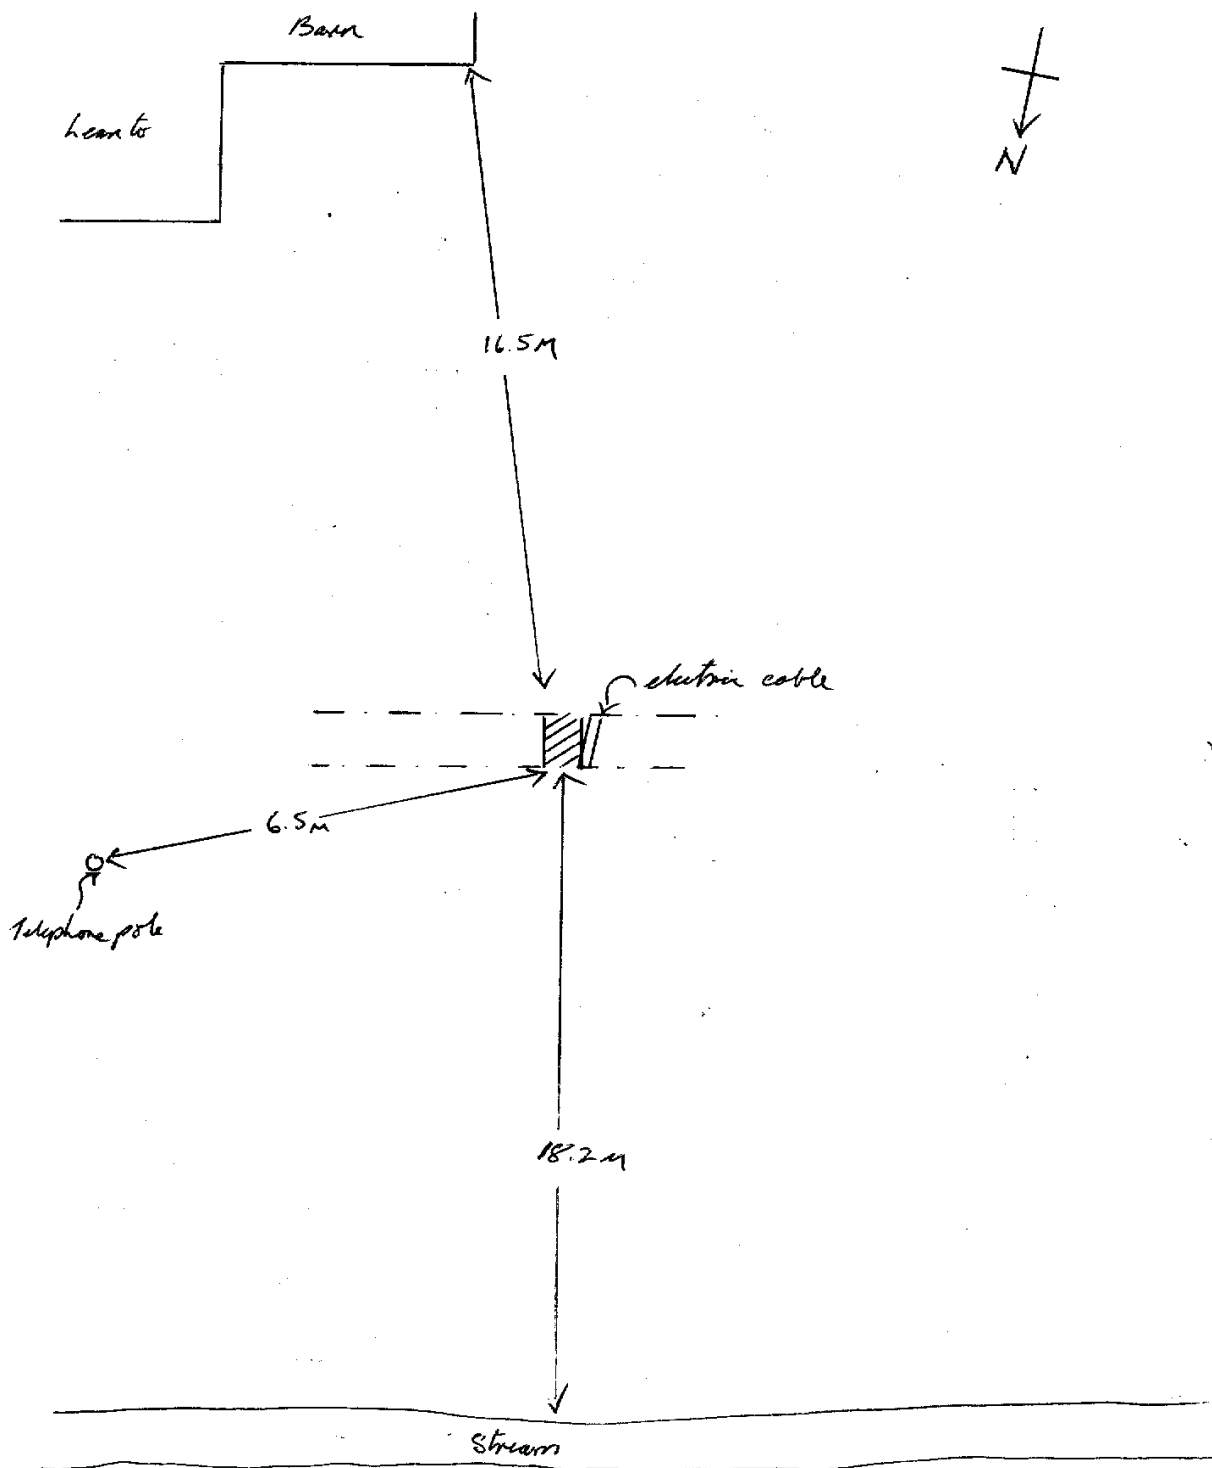 Barn
Lean to
N
16.5M
electric cable
6.5M
Telephone pole
18.2M
Stream